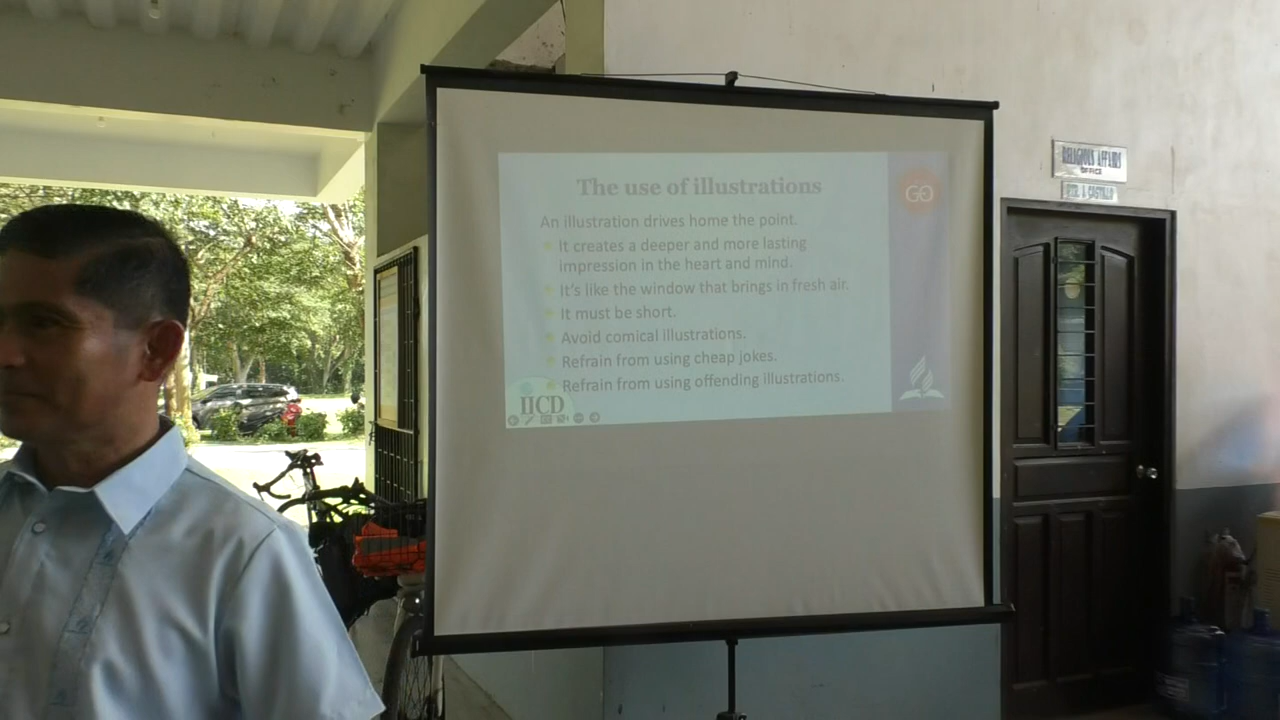 The use of illustrations
An illustration drives home the point.
It creates a deeper and more lasting
impression in the heart and mind.
It's like the window that brings in fresh air.
It must be short.
Avoid comical illustrations.
Refrain from using cheap jokes.
Refrain from using offending illustrations.
IICD
RELIGIOUS AFFAIRS
OFFICE
CASTILLO